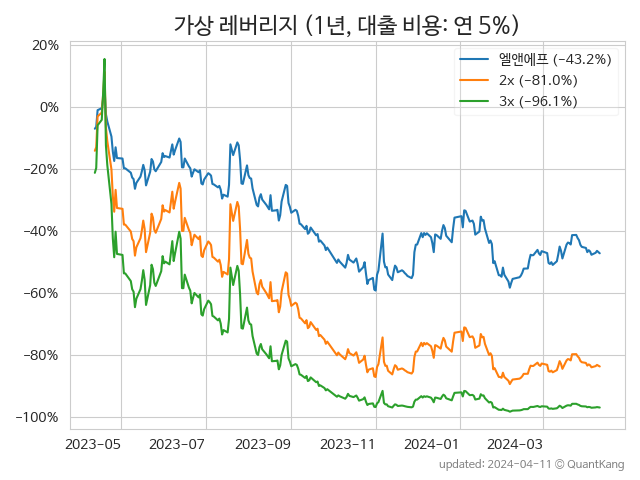 가상 레버리지 (1년, 대출 비용: 연 5%)
20%
0%
−20%
−40%
−60%
−80%
−100%
엘앤에프 (-43.2%)
2x (-81.0%)
3x (-96.1%)
2023-05
2023-07
2023-09
2023-11
2024-01
2024-03
updated: 2024-04-11 © QuantKang